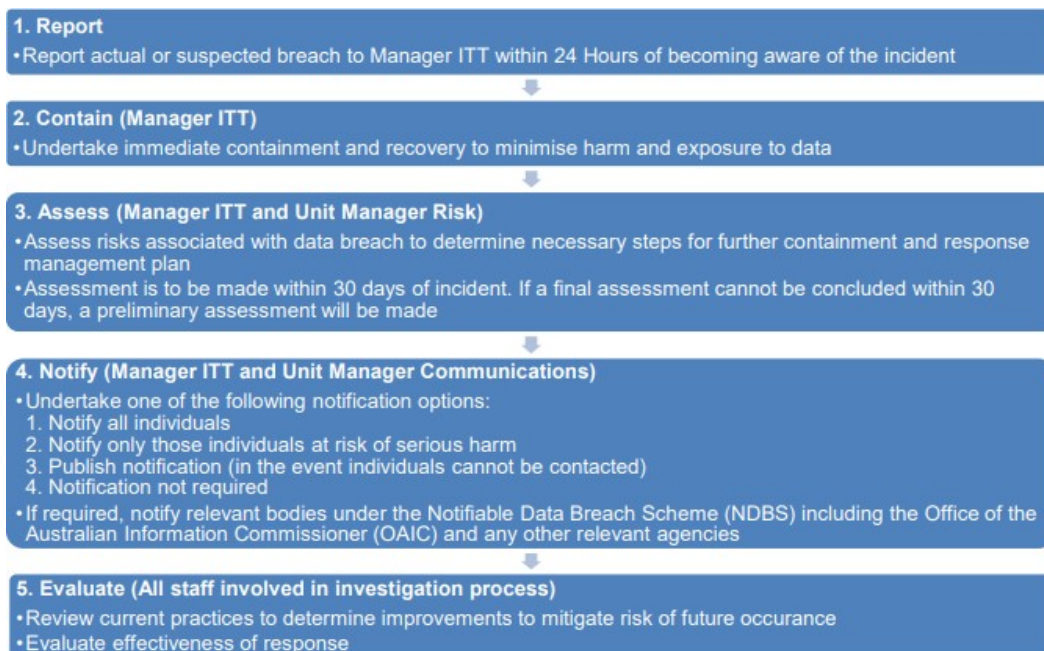 1. Report
•Report actual or suspected breach to Manager ITT within 24 Hours of becoming aware of the incident
2. Contain (Manager ITT)
•Undertake immediate containment and recovery to minimise harm and exposure to data
3. Assess (Manager ITT and Unit Manager Risk)
•Assess risks associated with data breach to determine necessary steps for further containment and response
management plan
•Assessment is to be made within 30 days of incident. If a final assessment cannot be concluded within 30
days, a preliminary assessment will be made
4. Notify (Manager ITT and Unit Manager Communications)
•Undertake one of the following notification options:
1. Notify all individuals
2. Notify only those individuals at risk of serious harm
3. Publish notification (in the event individuals cannot be contacted)
4. Notification not required
•If required, notify relevant bodies under the Notifiable Data Breach Scheme (NDBS) including the Office of the
Australian Information Commissioner (OAIC) and any other relevant agencies
5. Evaluate (All staff involved in investigation process)
•Review current practices to determine improvements to mitigate risk of future occurance
•Evaluate effectiveness of response